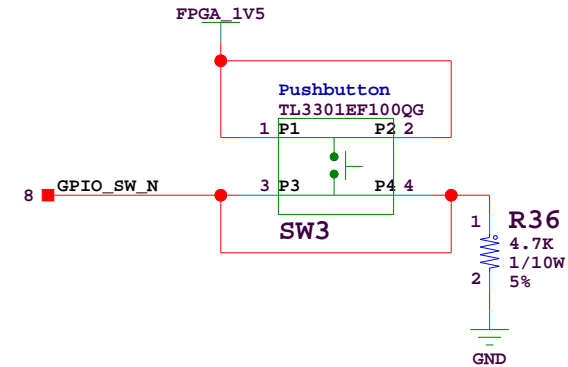 FPGA_1V5
Pushbutton
TL3301EF100QG
1 P1 P2 2
8 GPIO_SW_N 3 P3 P4 4
SW3
1 R36
4.7K
1/10W
2 5%
GND